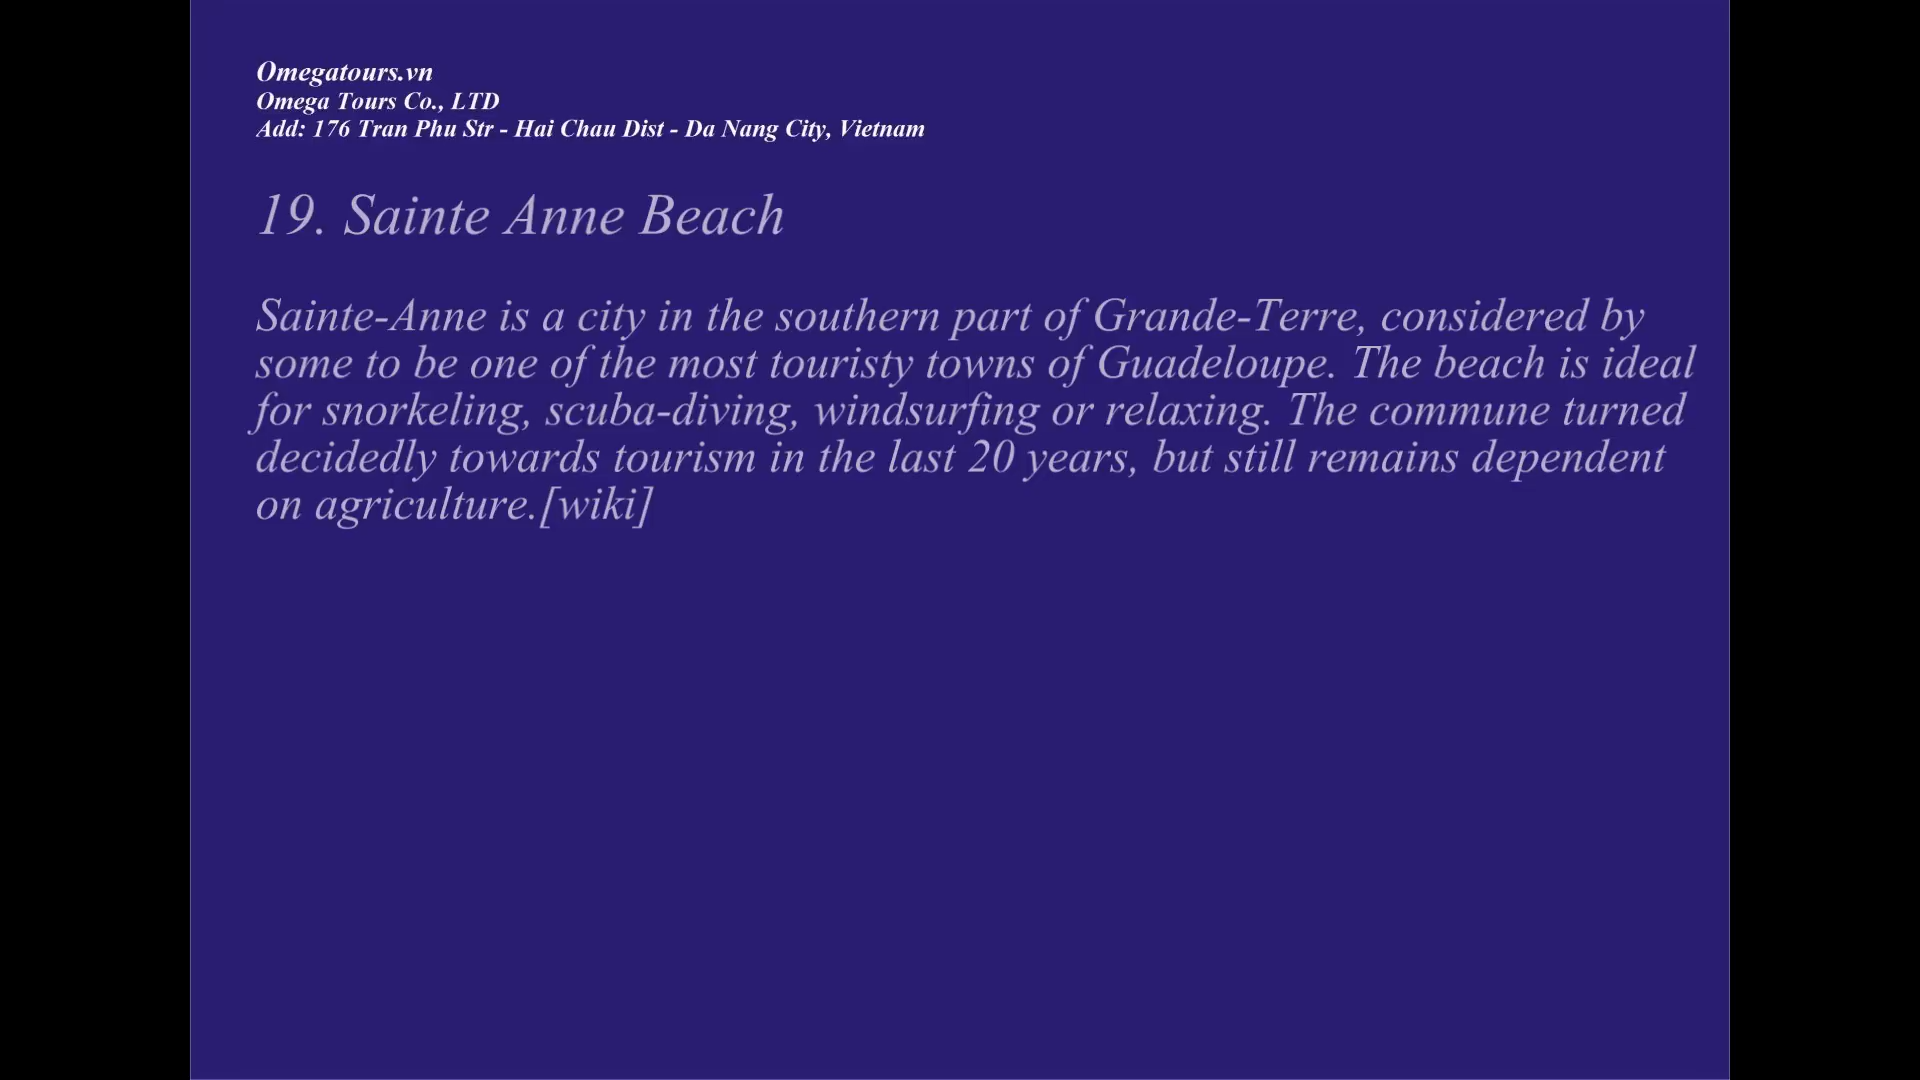 Omegatours.vn
Omega Tours Co., LTD
Add: 176 Tran Phu Str - Hai Chau Dist - Da Nang City, Vietnam
19. Sainte Anne Beach
Sainte-Anne is a city in the southern part of Grande-Terre, considered by
some to be one of the most touristy towns of Guadeloupe. The beach is ideal
for snorkeling, scuba-diving, windsurfing or relaxing. The commune turned
decidedly towards tourism in the last 20 years, but still remains dependent
on agriculture.[wiki]